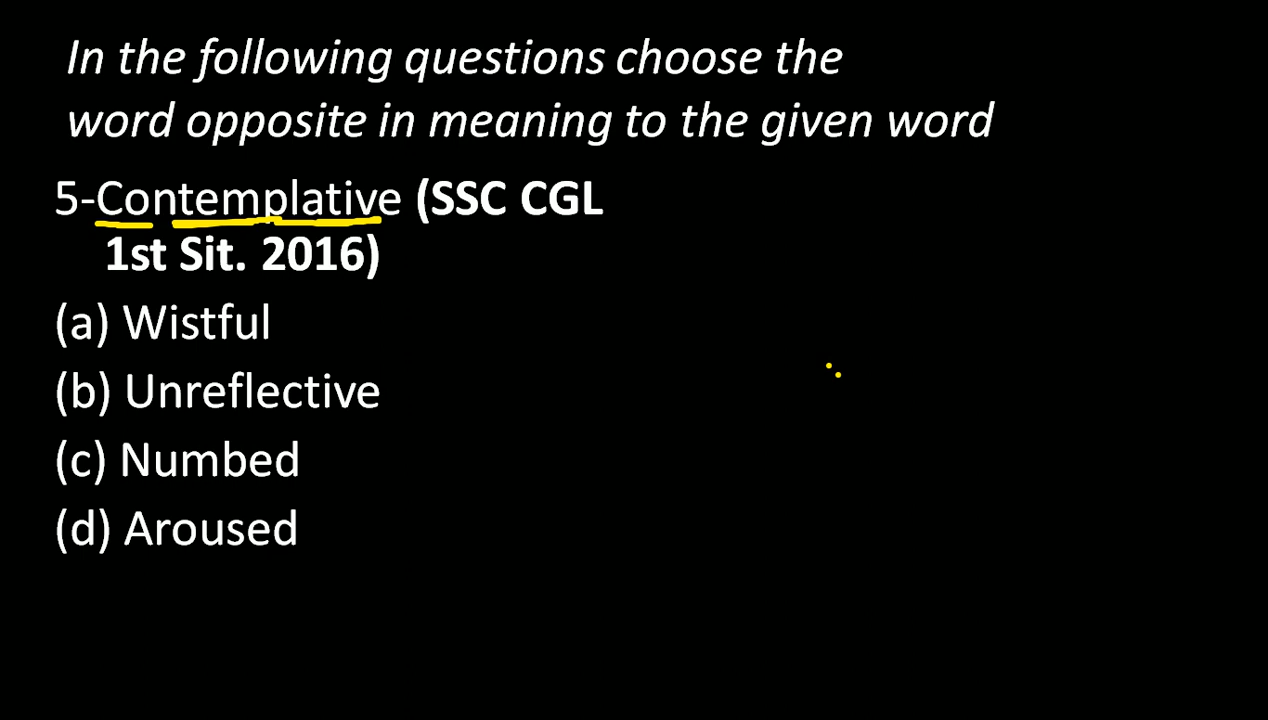 In the following questions choose the
word opposite in meaning to the given word
5-Contemplative (SSC CGL
1st Sit. 2016)
(a) Wistful
(b) Unreflective
(c) Numbed
(d) Aroused